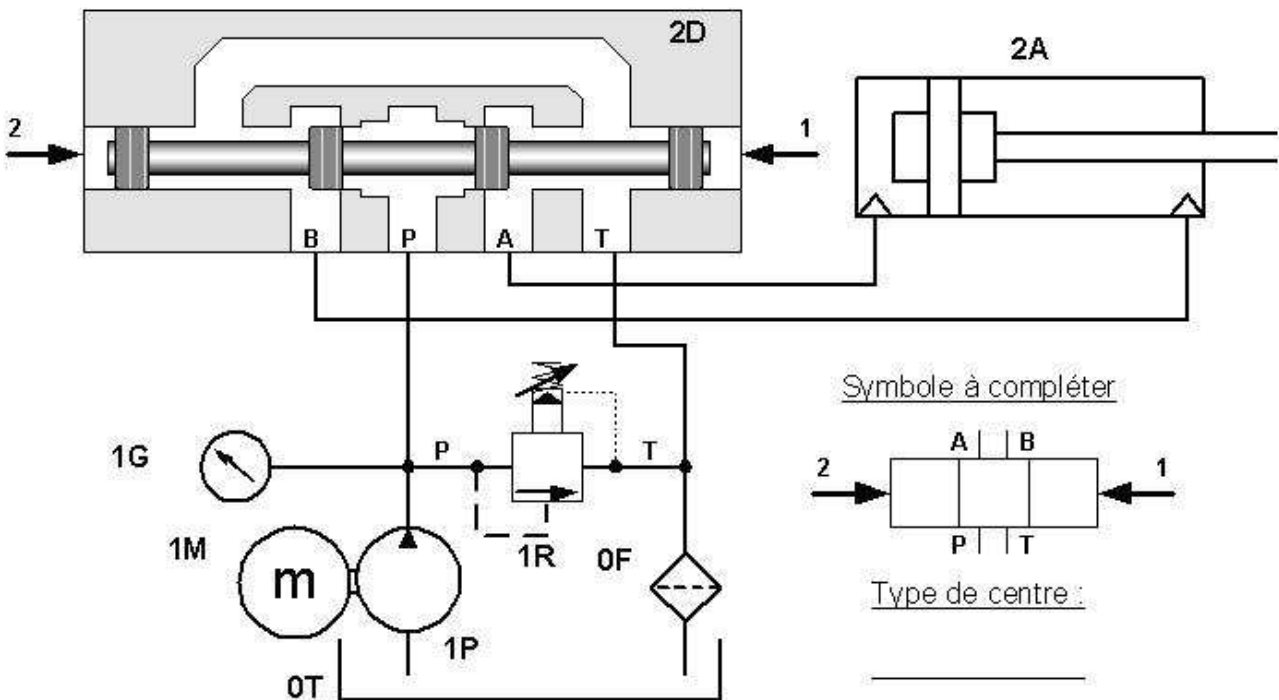 2D
2A
2
1
B
P
A
T
Symbole à compléter
1G
P
T
A
B
2
1
P
T
1M
m
1P
1R
0F
0T
Type de centre :